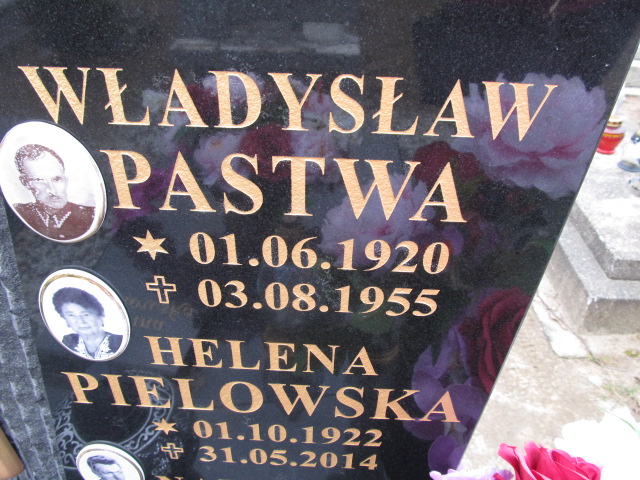 WŁADYSŁAW
PASTWA
01.06.1920
03.08.1955
HELENA
PIELOWSKA
01.10.1922
31.05.2014